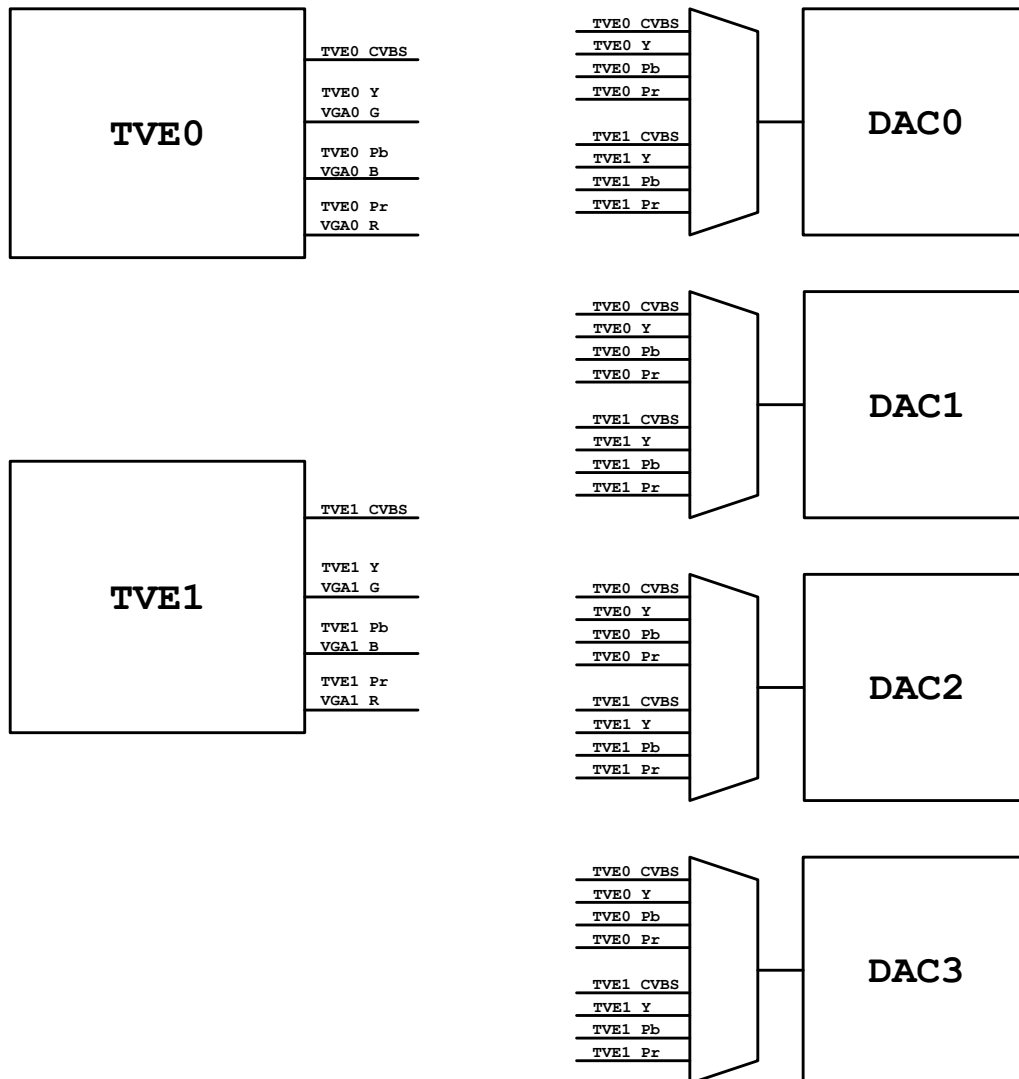 TVE0 CVBS
TVE0 Y
VGA0 G
TVE0
TVE0 Pb
VGA0 B
TVE0 Pr
VGA0 R
TVE1 CVBS
TVE1 Y
VGA1 G
TVE1
TVE1 Pb
VGA1 B
TVE1 Pr
VGA1 R
TVE0 CVBS
TVE0 Y
TVE0 Pb
TVE0 Pr
DAC0
TVE1 CVBS
TVE1 Y
TVE1 Pb
TVE1 Pr
TVE0 CVBS
TVE0 Y
TVE0 Pb
TVE0 Pr
DAC1
TVE1 CVBS
TVE1 Y
TVE1 Pb
TVE1 Pr
TVE0 CVBS
TVE0 Y
TVE0 Pb
TVE0 Pr
DAC2
TVE1 CVBS
TVE1 Y
TVE1 Pb
TVE1 Pr
TVE0 CVBS
TVE0 Y
TVE0 Pb
TVE0 Pr
DAC3
TVE1 CVBS
TVE1 Y
TVE1 Pb
TVE1 Pr